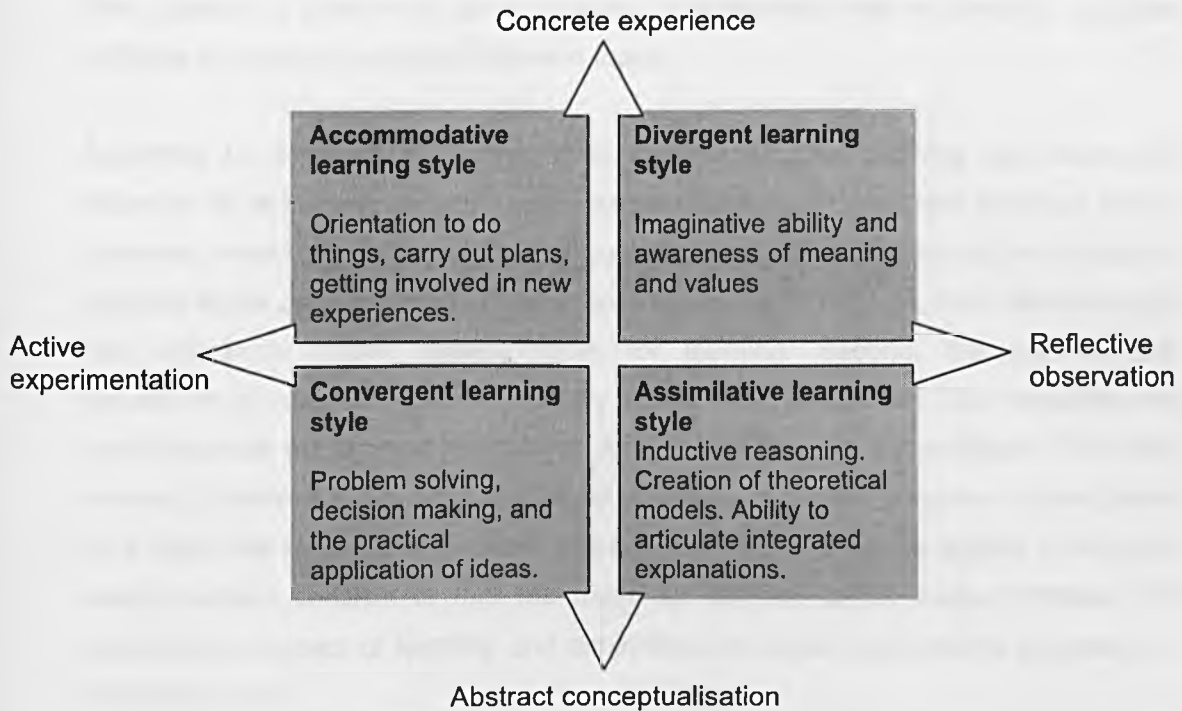 Concrete experience
Accommodative
learning style
Orientation to do
things, carry out plans,
getting involved in new
experiences.
Divergent learning
style
Imaginative ability and
awareness of meaning
and values
Active
experimentation
Reflective
observation
Convergent learning
style
Problem solving,
decision making, and
the practical
application of ideas.
Assimilative learning
style
Inductive reasoning.
Creation of theoretical
models. Ability to
articulate integrated
explanations.
Abstract conceptualisation